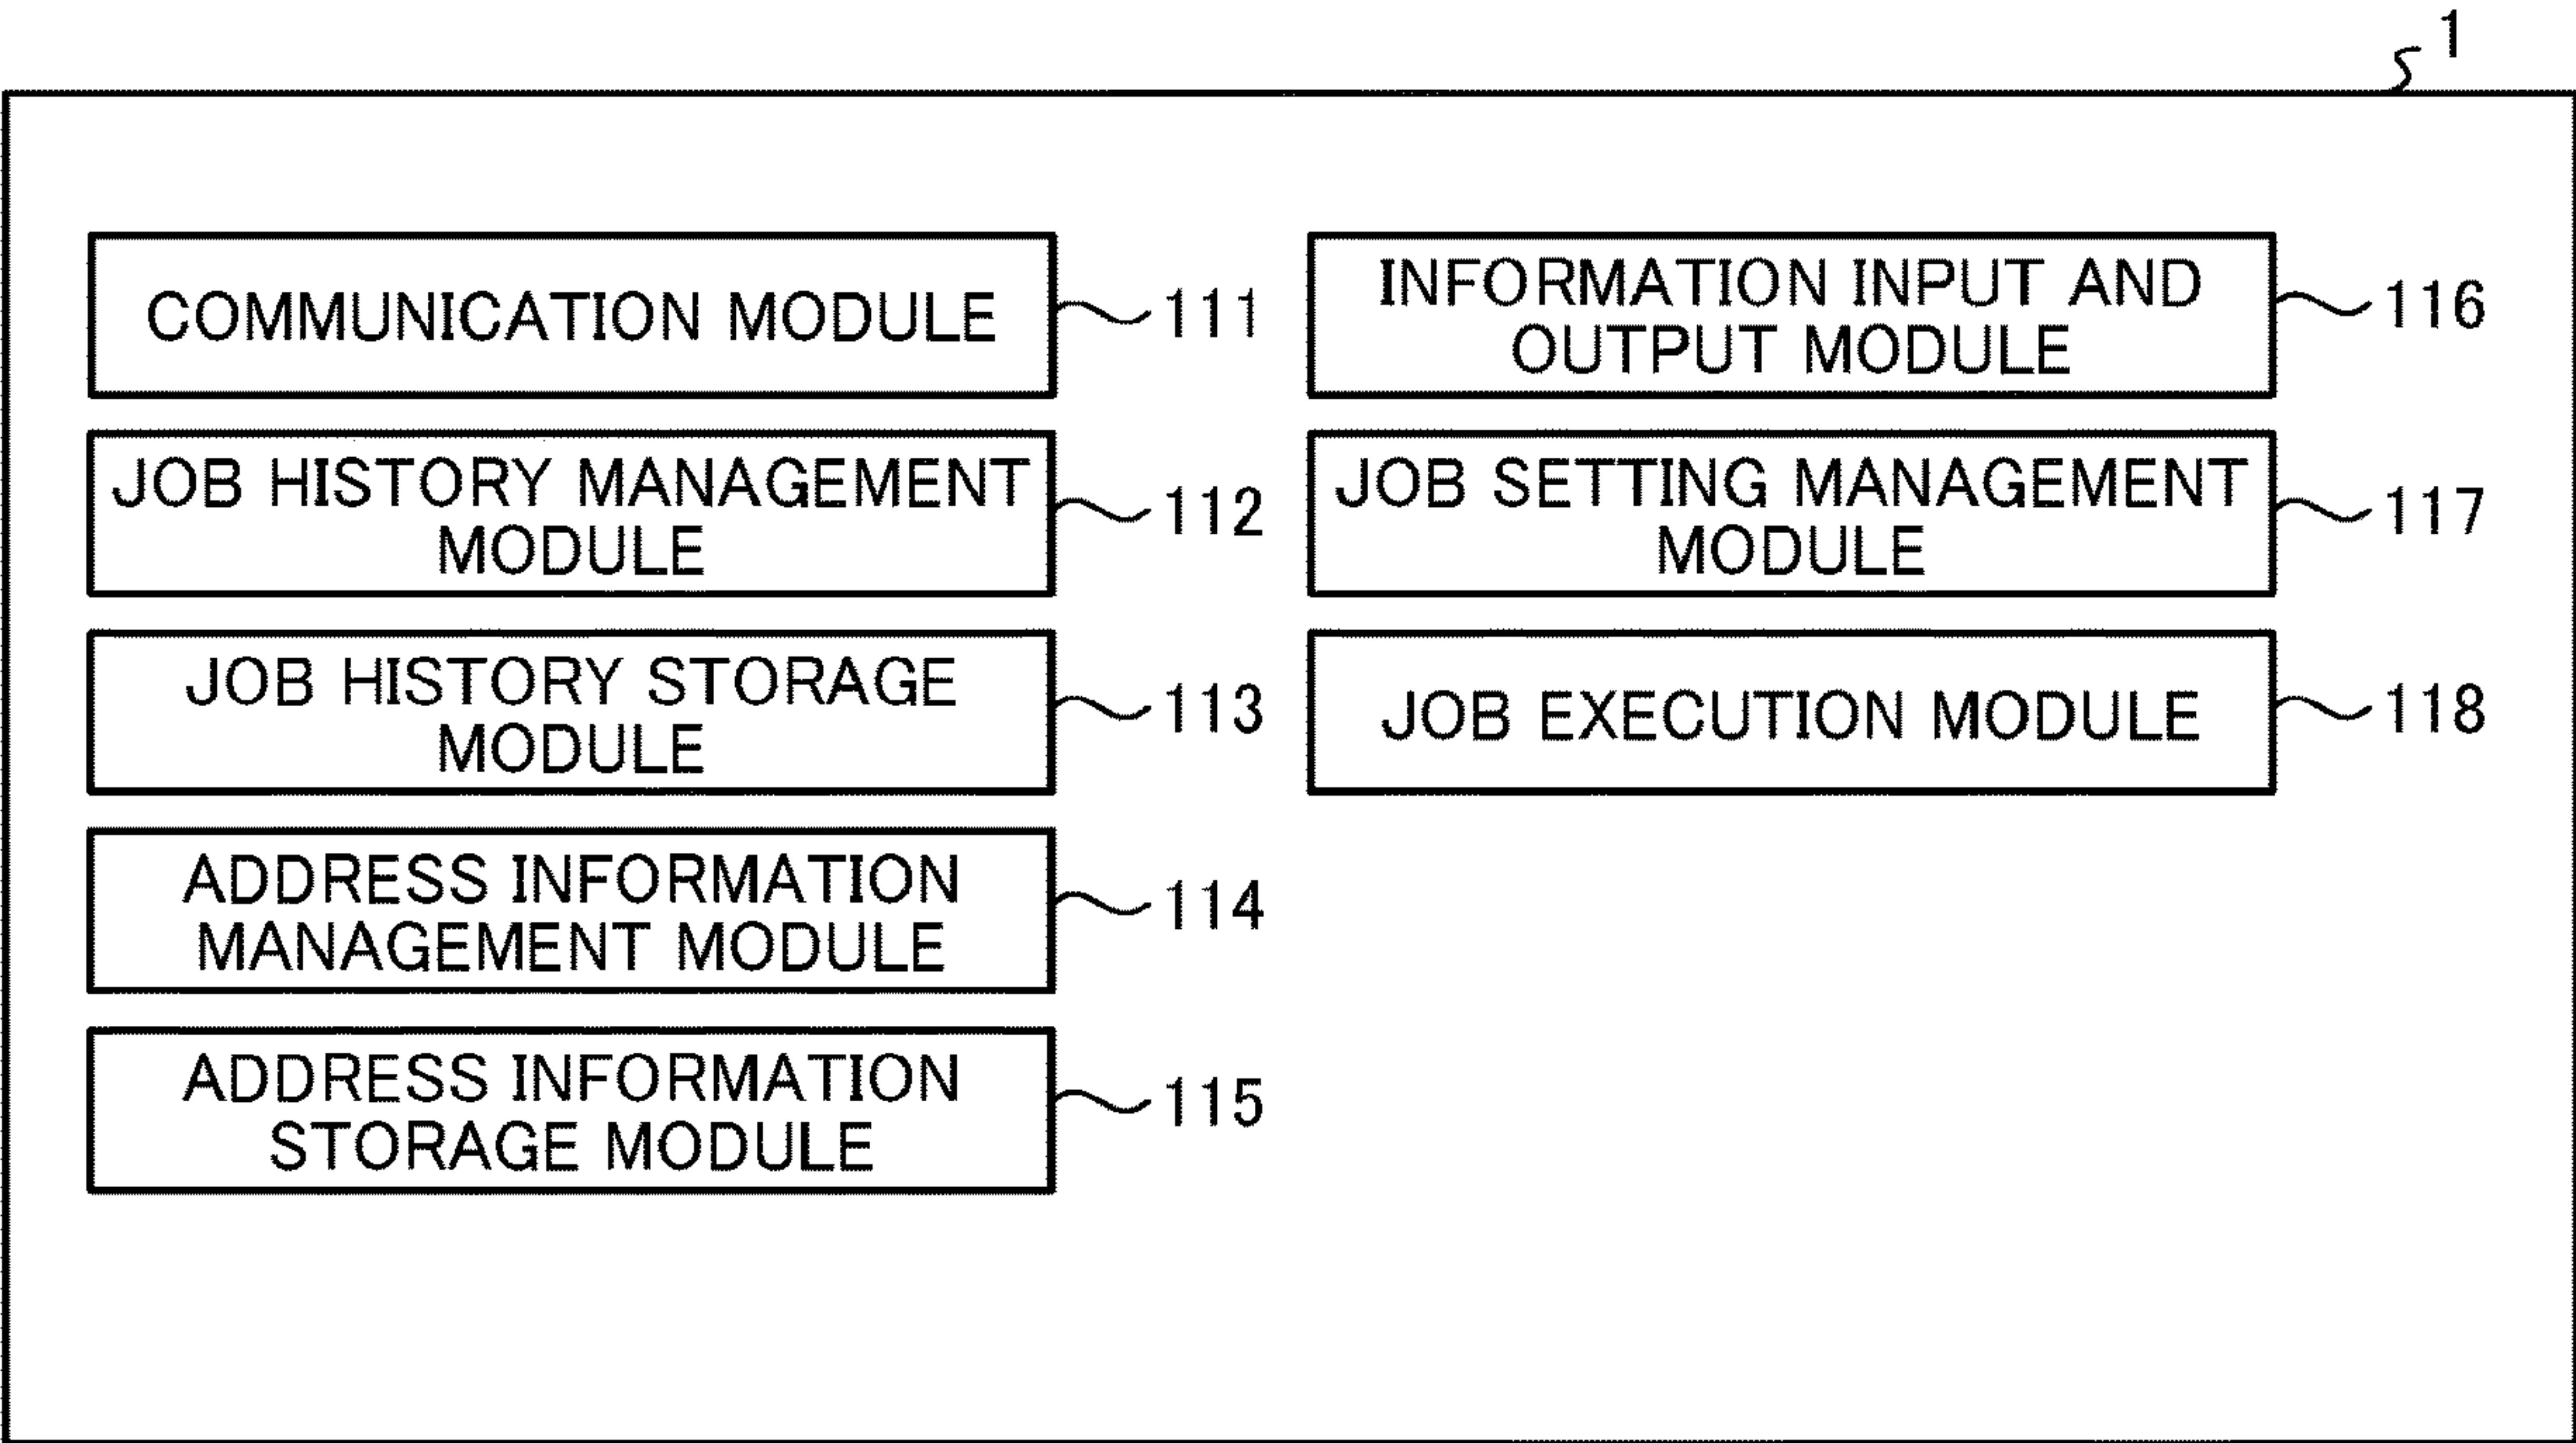 1
COMMUNICATION MODULE
111
JOB HISTORY MANAGEMENT
MODULE
112
JOB HISTORY STORAGE
MODULE
113
ADDRESS INFORMATION
MANAGEMENT MODULE
114
ADDRESS INFORMATION
STORAGE MODULE
115
INFORMATION INPUT AND
OUTPUT MODULE
116
JOB SETTING MANAGEMENT
MODULE
117
JOB EXECUTION MODULE
118